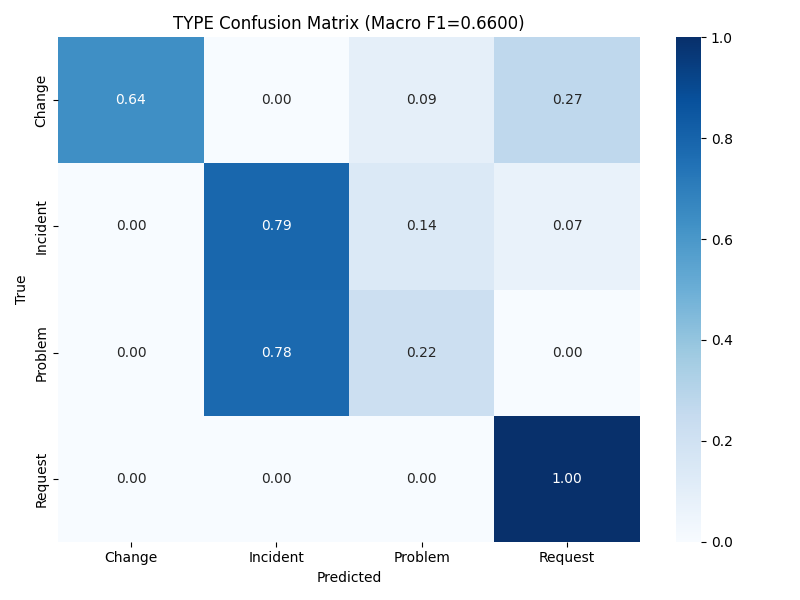 TYPE Confusion Matrix (Macro F1=0.6600)
True
Change
0.64 0.00 0.09 0.27
Incident
0.00 0.79 0.14 0.07
Problem
0.00 0.78 0.22 0.00
Request
0.00 0.00 0.00 1.00
Change Incident Problem Request
Predicted
1.0
0.8
0.6
0.4
0.2
0.0